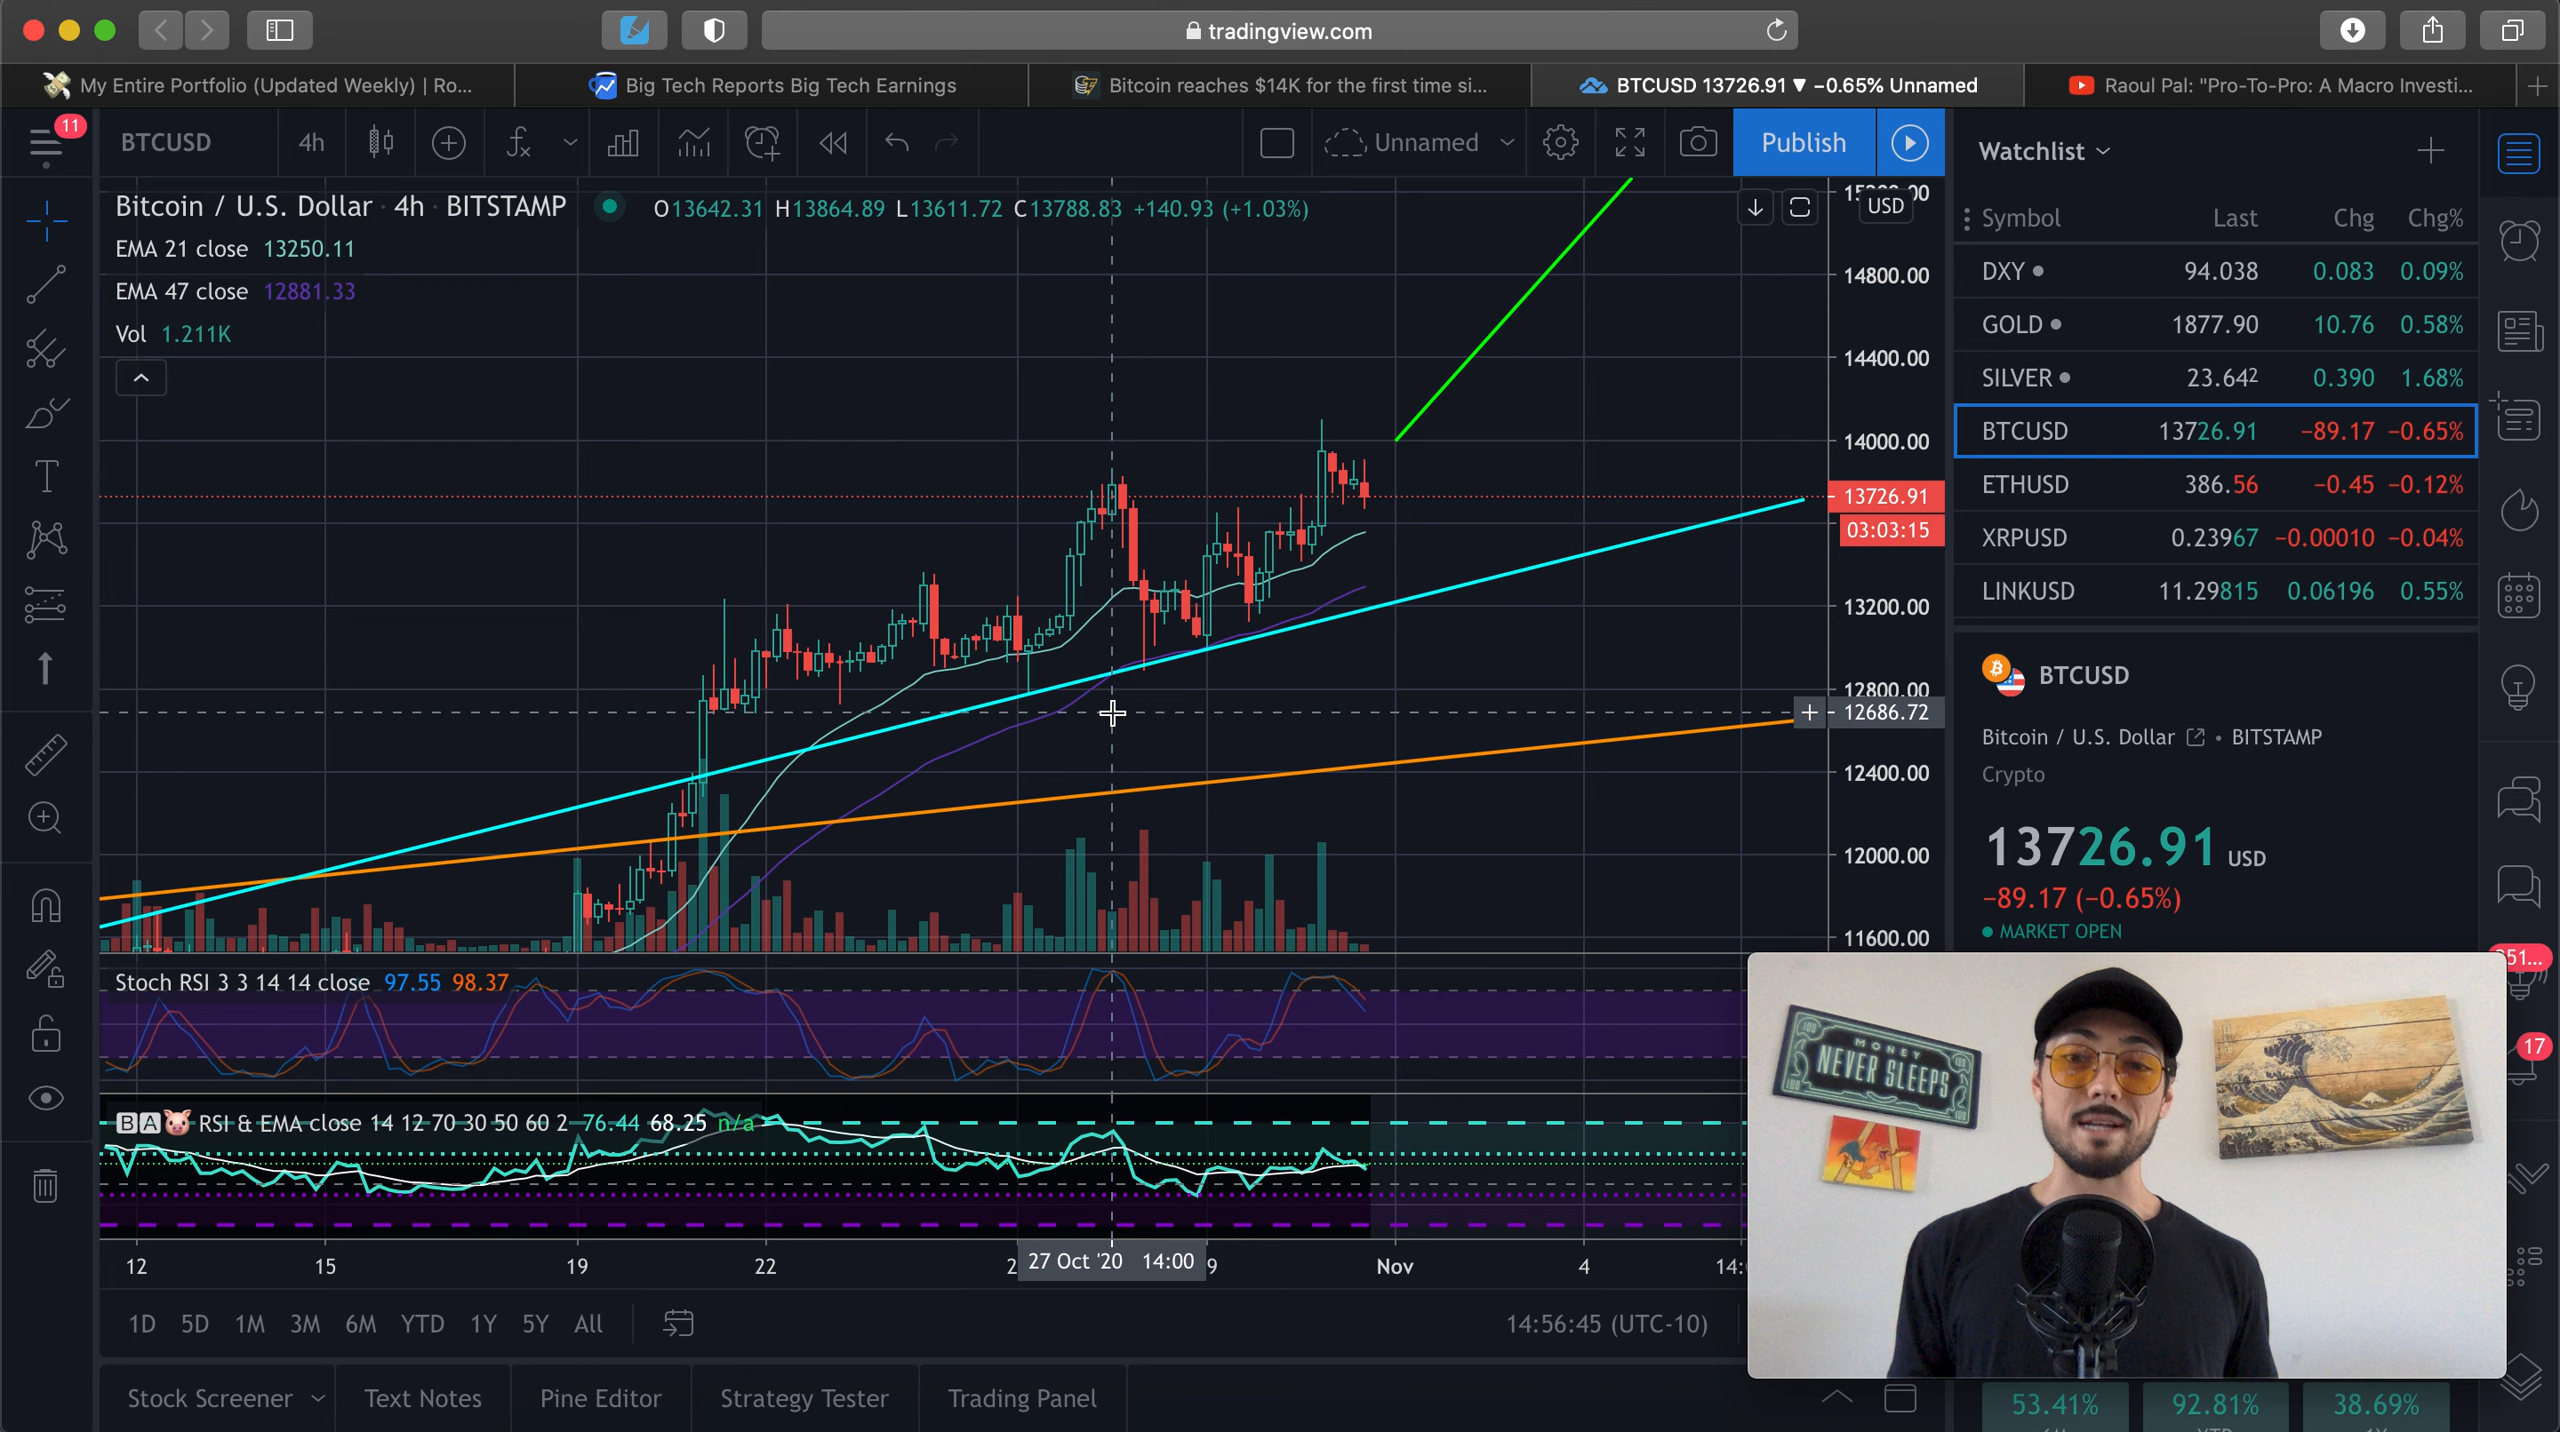 tradingview.com
My Entire Portfolio (Updated Weekly) | Ro...
Big Tech Reports Big Tech Earnings
Bitcoin reaches $14K for the first time si...
BTCUSD 13726.91 ▼ −0.65% Unnamed
Raoul Pal: "Pro-To-Pro: A Macro Investi...
11
BTCUSD
4h
Unnamed
Publish
Watchlist
Bitcoin / U.S. Dollar · 4h · BITSTAMP
O13642.31 H13864.89 L13611.72 C13788.83 +140.93 (+1.03%)
EMA 21 close 13250.11
EMA 47 close 12881.33
Vol 1.211K
USD
14800.00
14400.00
14000.00
13726.91
03:03:15
13200.00
12800.00
12686.72
12400.00
12000.00
11600.00
Symbol Last Chg Chg%
DXY 94.038 0.083 0.09%
GOLD 1877.90 10.76 0.58%
SILVER 23.642 0.390 1.68%
BTCUSD 13726.91 −89.17 −0.65%
ETHUSD 386.56 −0.45 −0.12%
XRPUSD 0.23967 −0.00010 −0.04%
LINKUSD 11.29815 0.06196 0.55%
BTCUSD
Bitcoin / U.S. Dollar • BITSTAMP
Crypto
13726.91 USD
−89.17 (−0.65%)
MARKET OPEN
Stoch RSI 3 3 14 14 close 97.55 98.37
BA RSI & EMA close 14 12 70 30 50 60 2 76.44 68.25 n/a
12 15 19 22 27 Oct '20 14:00 9 Nov 4 14:
1D 5D 1M 3M 6M YTD 1Y 5Y All
14:56:45 (UTC-10)
Stock Screener
Text Notes
Pine Editor
Strategy Tester
Trading Panel
51...
17
100
100
MONEY
NEVER SLEEPS
100
100
53.41% 92.81% 38.69%